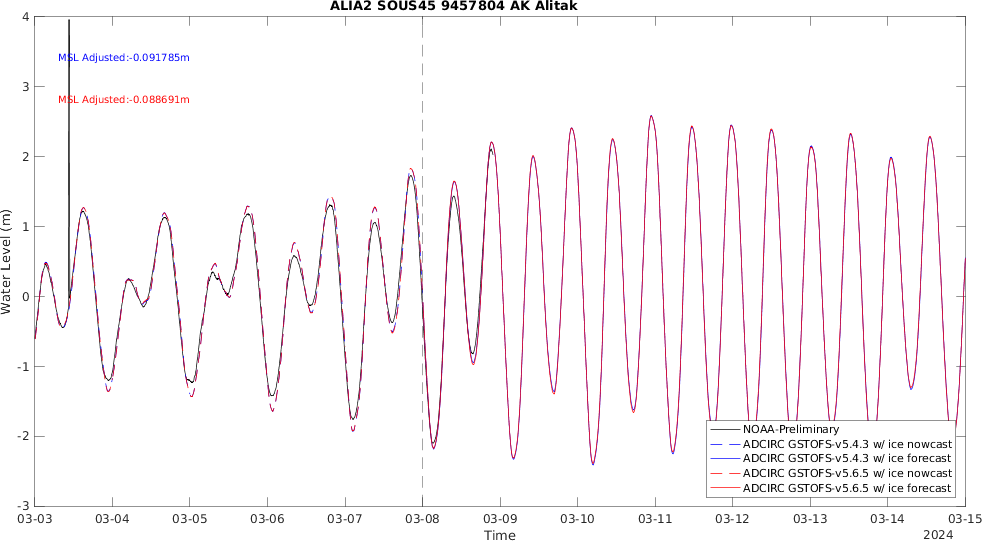 ALIA2 SOUS45 9457804 AK Alitak
4
3
2
1
0
-1
-2
-3
Water Level (m)
MSL Adjusted:-0.091785m
MSL Adjusted:-0.088691m
NOAA-Preliminary
ADCIRC GSTOFS-v5.4.3 w/ ice nowcast
ADCIRC GSTOFS-v5.4.3 w/ ice forecast
ADCIRC GSTOFS-v5.6.5 w/ ice nowcast
ADCIRC GSTOFS-v5.6.5 w/ ice forecast
03-03 03-04 03-05 03-06 03-07 03-08 03-09 03-10 03-11 03-12 03-13 03-14 03-15
Time
2024